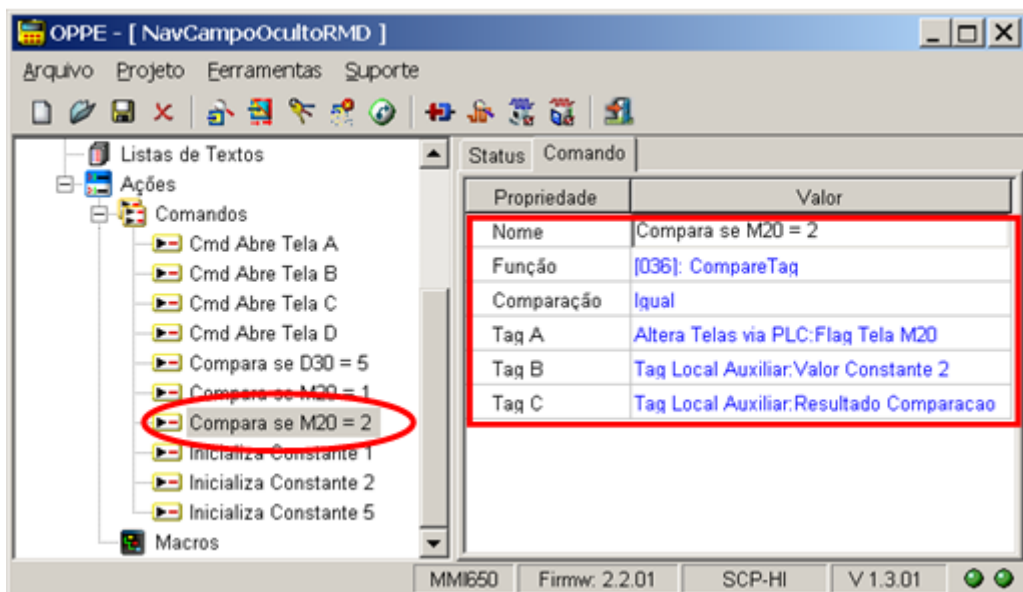 OPPE - [ NavCampoOcultoRMD ]
Arquivo Projeto Ferramentas Suporte
Listas de Textos
Ações
Comandos
Cmd Abre Tela A
Cmd Abre Tela B
Cmd Abre Tela C
Cmd Abre Tela D
Compara se D30 = 5
Compara se M20 = 1
Compara se M20 = 2
Inicializa Constante 1
Inicializa Constante 2
Inicializa Constante 5
Macros
Status Comando
Propriedade Valor
Nome Compara se M20 = 2
Função [036]: CompareTag
Comparação Igual
Tag A Altera Telas via PLC:Flag Tela M20
Tag B Tag Local Auxiliar:Valor Constante 2
Tag C Tag Local Auxiliar:Resultado Comparacao
MMI650 Firmw: 2.2.01 SCP-HI V 1.3.01